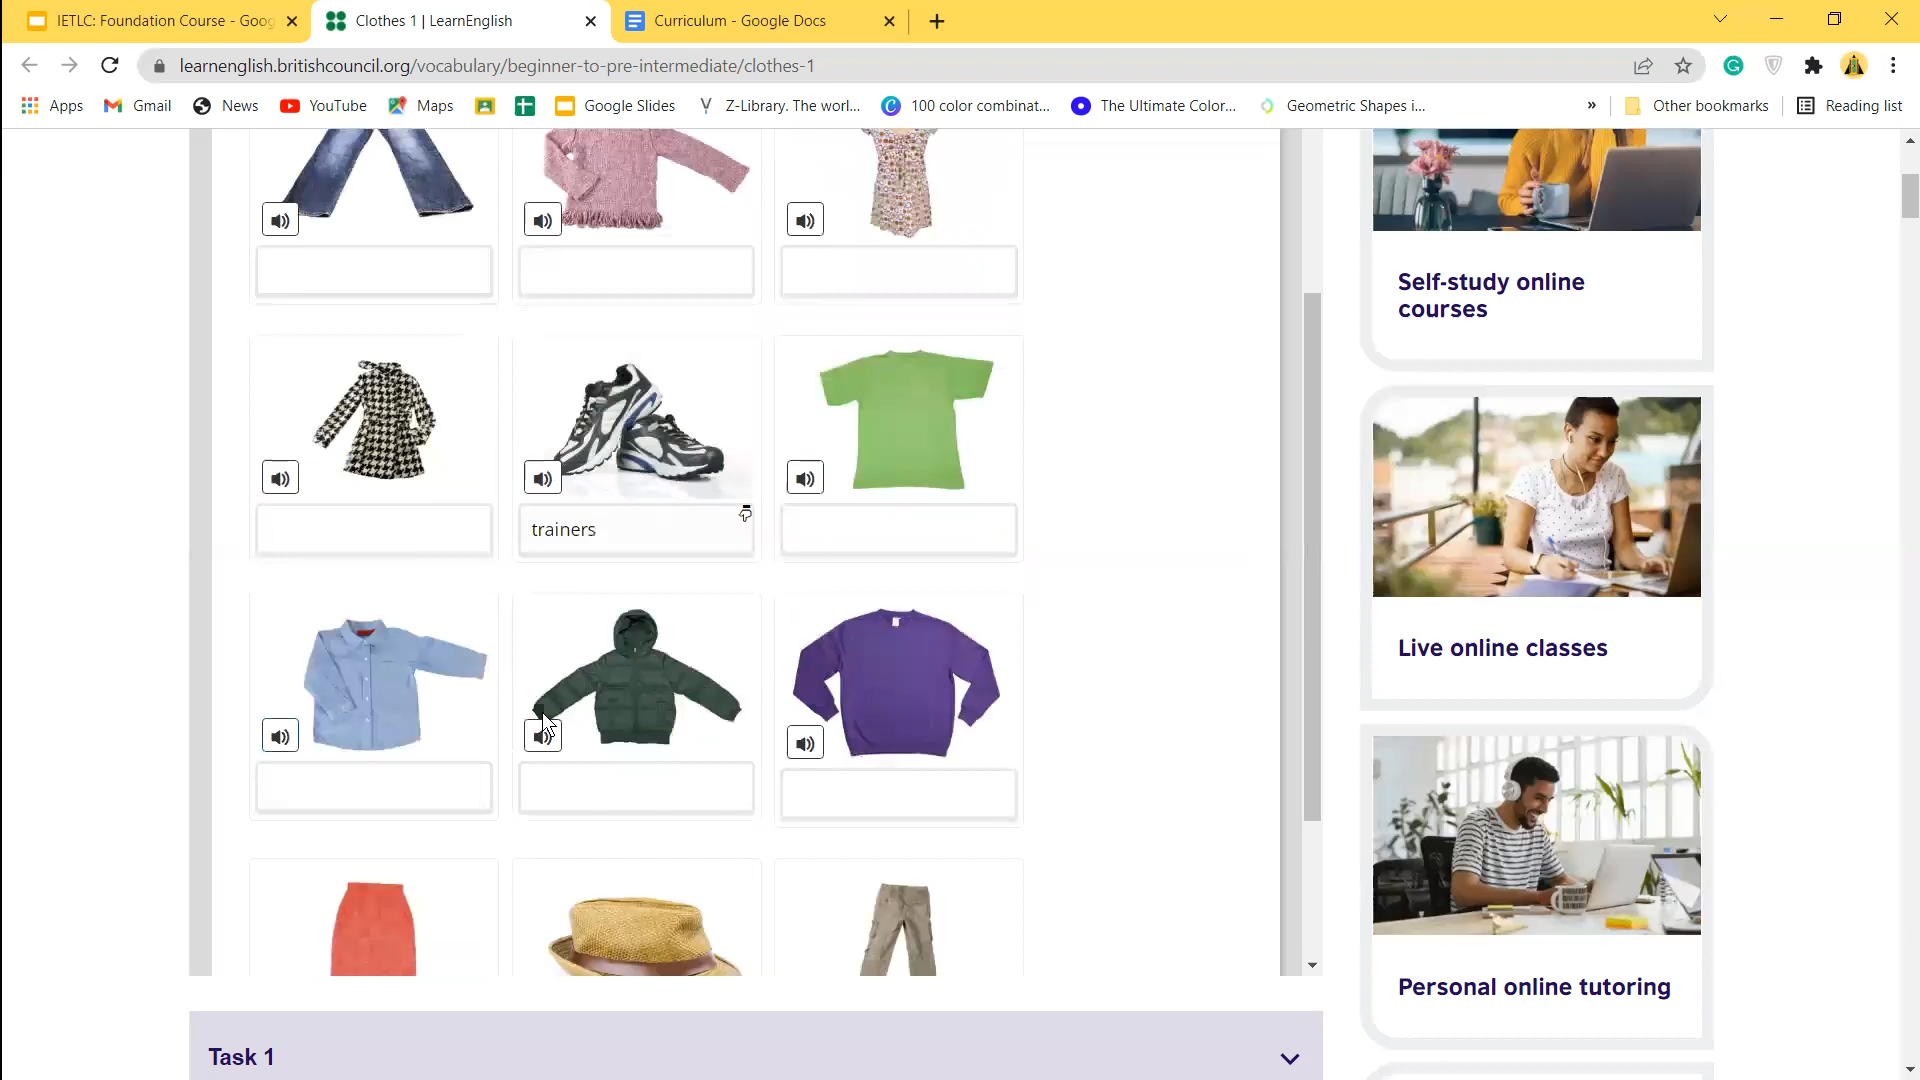 IETLC: Foundation Course - Goog
Clothes 1 | LearnEnglish
Curriculum - Google Docs
learnenglish.britishcouncil.org/vocabulary/beginner-to-pre-intermediate/clothes-1
Apps
Gmail
News
YouTube
Maps
Google Slides
Z-Library. The worl...
100 color combinat...
The Ultimate Color...
Geometric Shapes i...
»
Other bookmarks
Reading list
Self-study online
courses
trainers
Live online classes
Personal online tutoring
Task 1